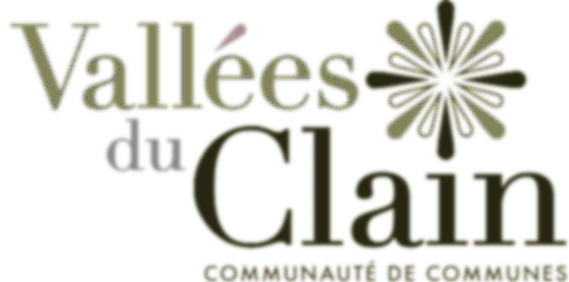 Vallées
du
Clain
COMMUNAUTÉ DE COMMUNES